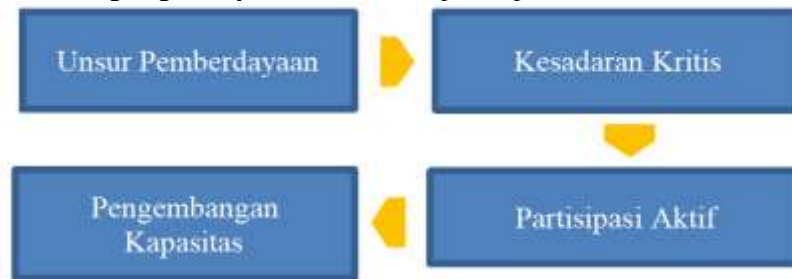 Unsur Pemberdayaan
Kesadaran Kritis
Partisipasi Aktif
Pengembangan
Kapasitas